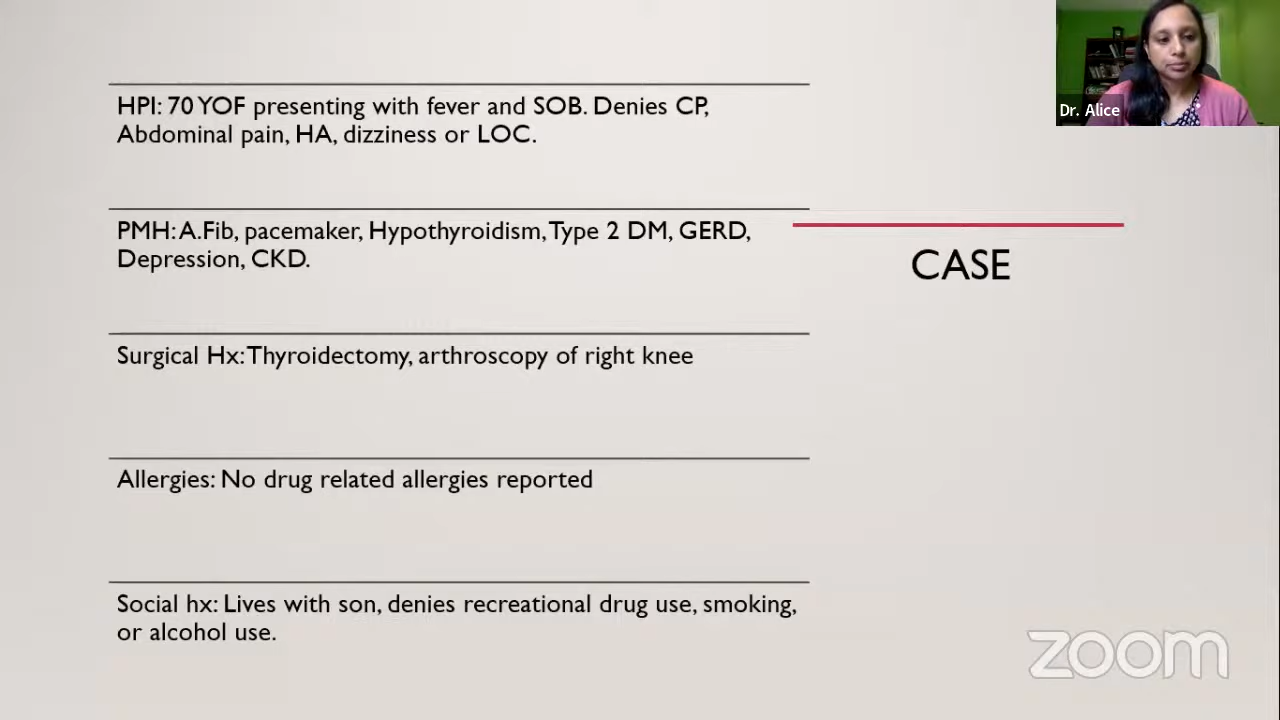 HPI: 70 YOF presenting with fever and SOB. Denies CP,
Abdominal pain, HA, dizziness or LOC.
PMH: A.Fib, pacemaker, Hypothyroidism, Type 2 DM, GERD,
Depression, CKD.
Surgical Hx: Thyroidectomy, arthroscopy of right knee
Allergies: No drug related allergies reported
Social hx: Lives with son, denies recreational drug use, smoking,
or alcohol use.
CASE
Dr. Alice
zoom